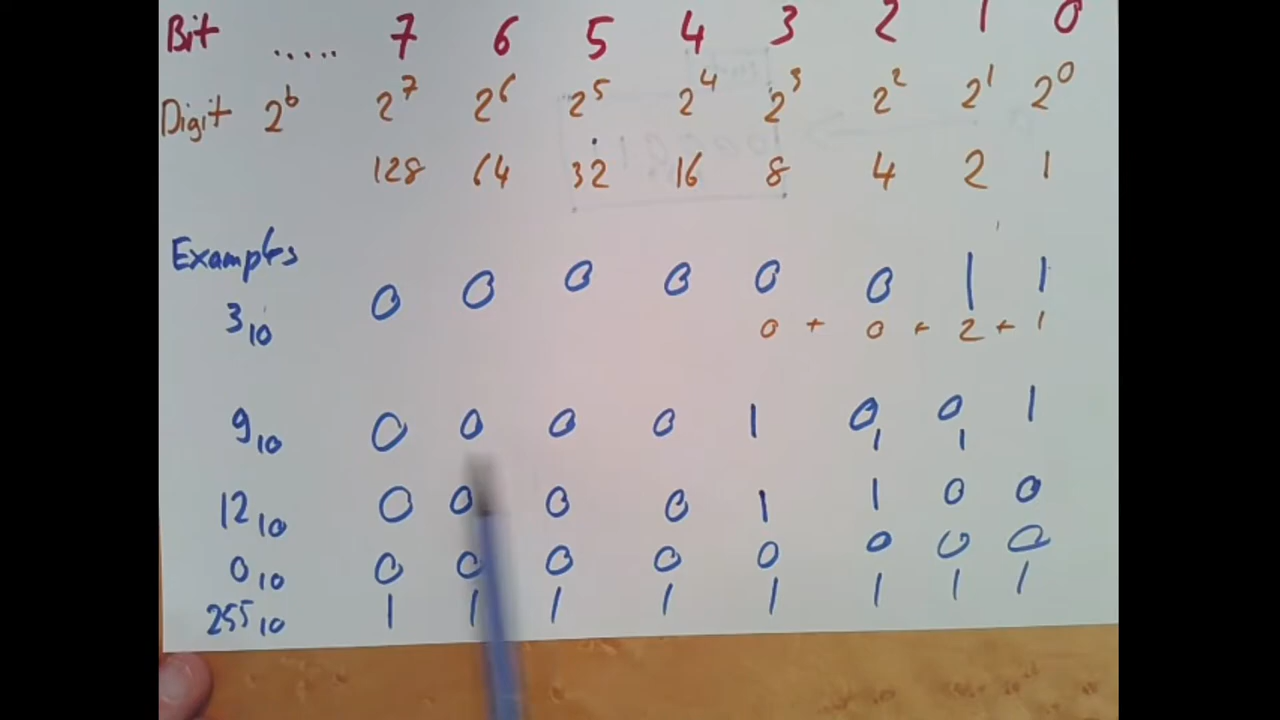 Bit ..... 7 6 5 4 3 2 1 0
Digit 2^b 2^7 2^6 2^5 2^4 2^3 2^2 2^1 2^0
128 64 32 16 8 4 2 1
Examples
3₁₀ 0 0 0 0 0 0 1 1
0 + 0 + 2 + 1
9₁₀ 0 0 0 0 1 0 0 1
1 1
12₁₀ 0 0 0 0 1 1 0 0
0₁₀ 0 0 0 0 0 0 0 0
255₁₀ 1 1 1 1 1 1 1 1